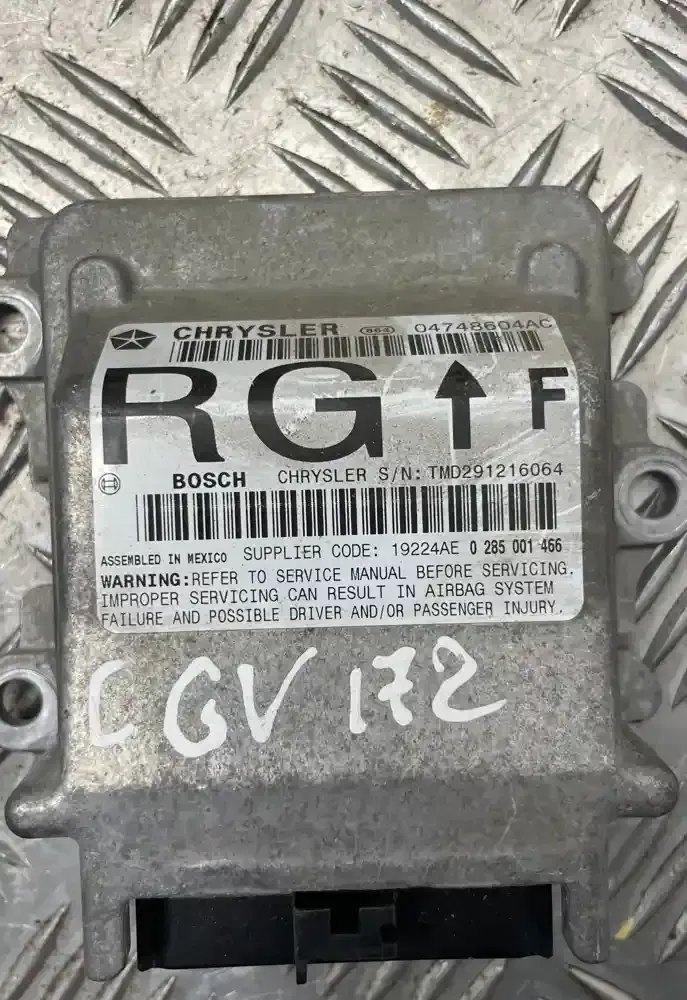 CHRYSLER 864 04748604AC
RG F
BOSCH CHRYSLER S/N: TMD291216064
ASSEMBLED IN MEXICO SUPPLIER CODE: 19224AE 0 285 001 466
WARNING:REFER TO SERVICE MANUAL BEFORE SERVICING.
IMPROPER SERVICING CAN RESULT IN AIRBAG SYSTEM
FAILURE AND POSSIBLE DRIVER AND/OR PASSENGER INJURY.
CGV 172